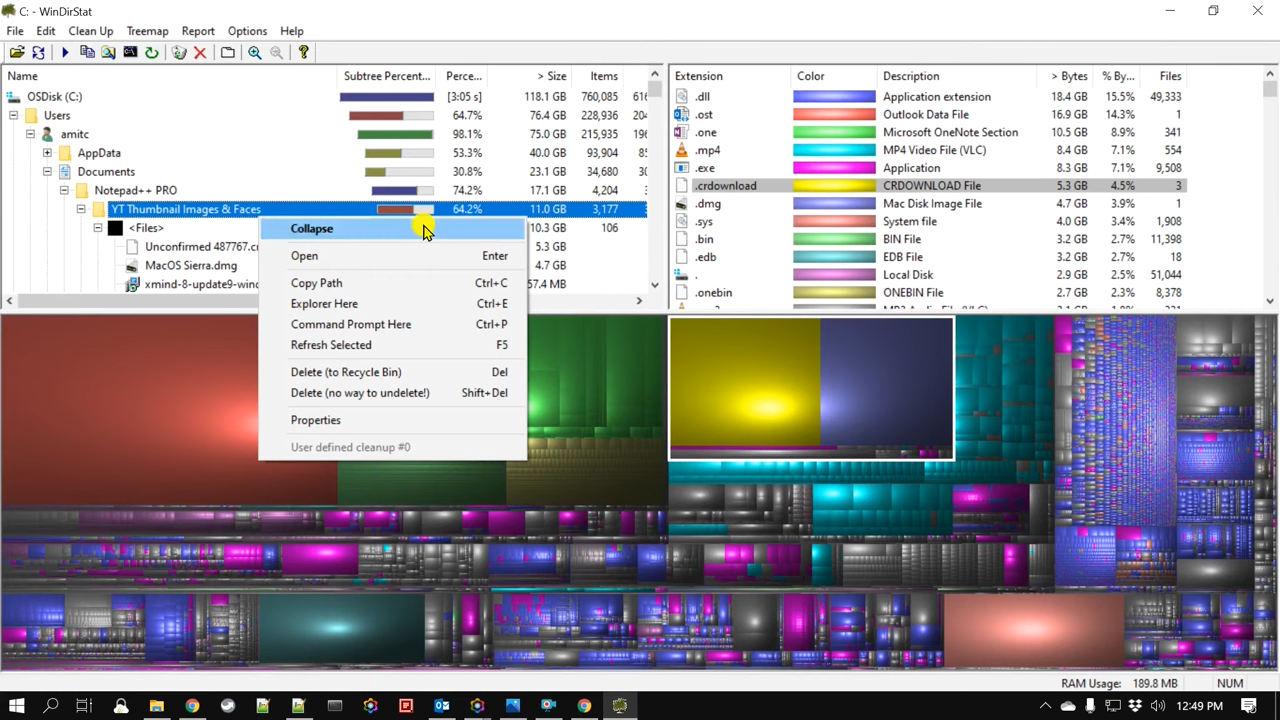 C: - WinDirStat
File Edit Clean Up Treemap Report Options Help
Name Subtree Percent... Perce... > Size Items
OSDisk (C:) [3:05 s] 118.1 GB 760,085 616
Users 64.7% 76.4 GB 228,936 204
amitc 98.1% 75.0 GB 215,935 196
AppData 53.3% 40.0 GB 93,904
Documents 30.8% 23.1 GB 34,680
Notepad++ PRO 74.2% 17.1 GB 4,204
YT Thumbnail Images & Faces 64.2% 11.0 GB 3,177
<Files> 10.3 GB 106
Unconfirmed 487767.cr 5.3 GB
MacOS Sierra.dmg 4.7 GB
xmind-8-update9-wind 57.4 MB
Collapse
Open Enter
Copy Path Ctrl+C
Explorer Here Ctrl+E
Command Prompt Here Ctrl+P
Refresh Selected F5
Delete (to Recycle Bin) Del
Delete (no way to undelete!) Shift+Del
Properties
User defined cleanup #0
Extension Color Description > Bytes % By... Files
.dll Application extension 18.4 GB 15.5% 49,333
.ost Outlook Data File 16.9 GB 14.3% 1
.one Microsoft OneNote Section 10.5 GB 8.9% 341
.mp4 MP4 Video File (VLC) 8.4 GB 7.1% 554
.exe Application 8.3 GB 7.1% 9,508
.crdownload CRDOWNLOAD File 5.3 GB 4.5% 3
.dmg Mac Disk Image File 4.7 GB 3.9% 1
.sys System file 4.0 GB 3.4% 1,908
.bin BIN File 3.2 GB 2.7% 11,398
.edb EDB File 3.2 GB 2.7% 18
. Local Disk 2.9 GB 2.5% 51,044
.onebin ONEBIN File 2.7 GB 2.3% 8,378
RAM Usage: 189.8 MB NUM
12:49 PM